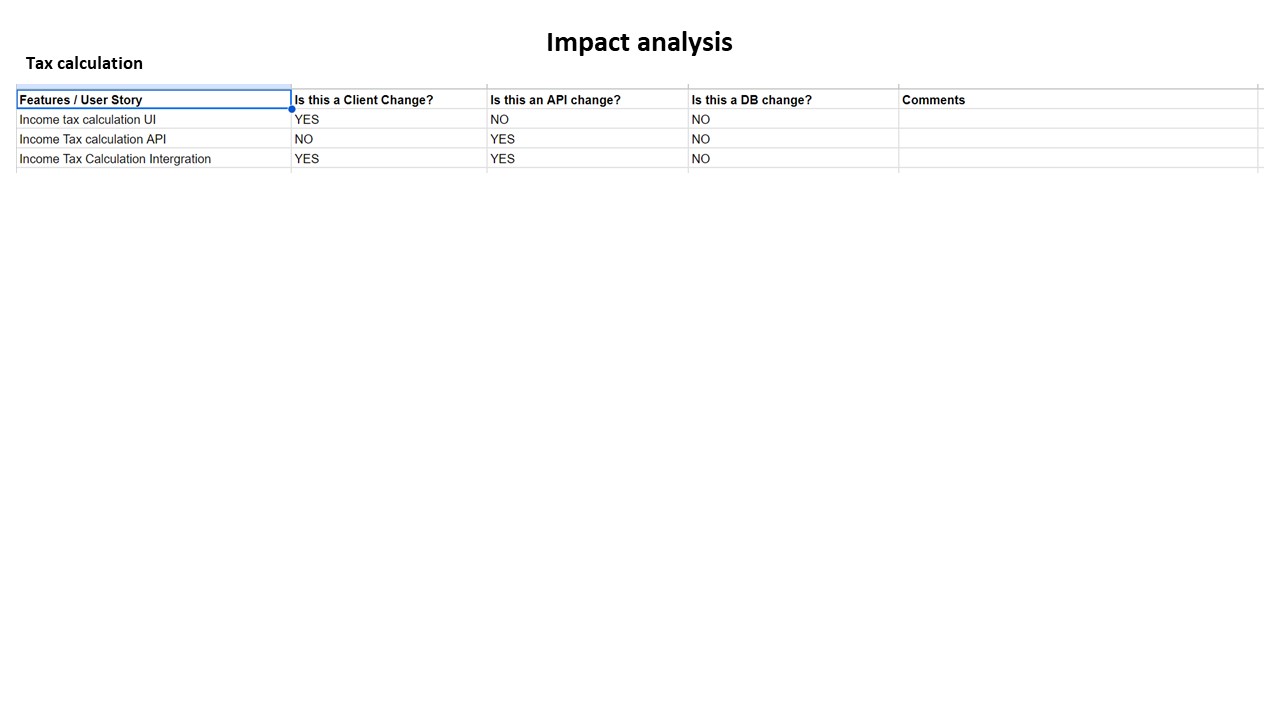 Impact analysis
Tax calculation
Features / User Story Is this a Client Change? Is this an API change? Is this a DB change? Comments
Income tax calculation UI YES NO NO
Income Tax calculation API NO YES NO
Income Tax Calculation Intergration YES YES NO